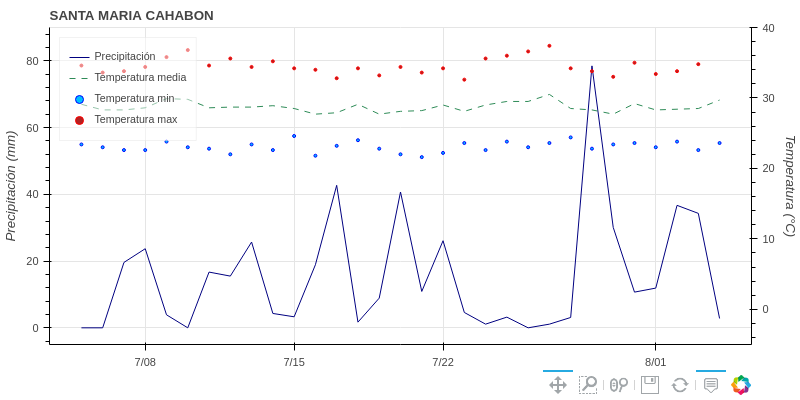 SANTA MARIA CAHABON
Precipitación
Temperatura media
Temperatura min
Temperatura max
Precipitación (mm)
80
60
40
20
0
Temperatura (°C)
40
30
20
10
0
7/08
7/15
7/22
8/01